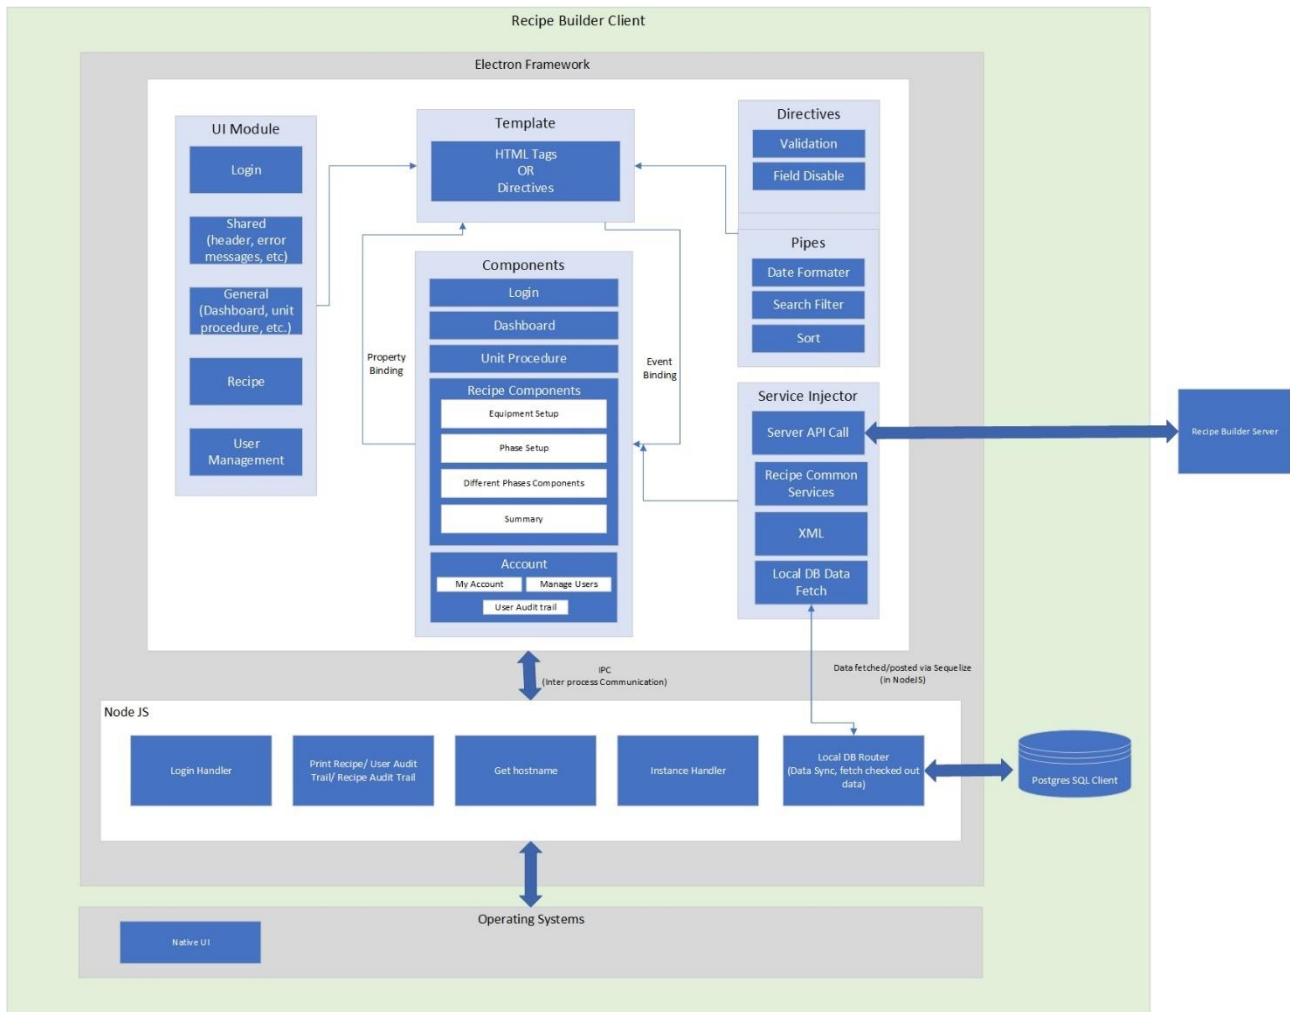 Recipe Builder Client
Electron Framework
UI Module
Login
Shared
(header, error
messages, etc)
General
(Dashboard, unit
procedure, etc.)
Recipe
User
Management
Template
HTML Tags
OR
Directives
Directives
Validation
Field Disable
Pipes
Date Formater
Search Filter
Sort
Property
Binding
Components
Login
Dashboard
Unit Procedure
Recipe Components
Equipment Setup
Phase Setup
Different Phases Components
Summary
Account
My Account
Manage Users
User Audit trail
Event
Binding
Service Injector
Server API Call
Recipe Common
Services
XML
Local DB Data
Fetch
Recipe Builder Server
IPC
(Inter process Communication)
Data fetched/posted via Sequelize
(in NodeJS)
Node JS
Login Handler
Print Recipe/ User Audit
Trail/ Recipe Audit Trail
Get hostname
Instance Handler
Local DB Router
(Data Sync, fetch checked out
data)
Postgres SQL Client
Operating Systems
Native UI